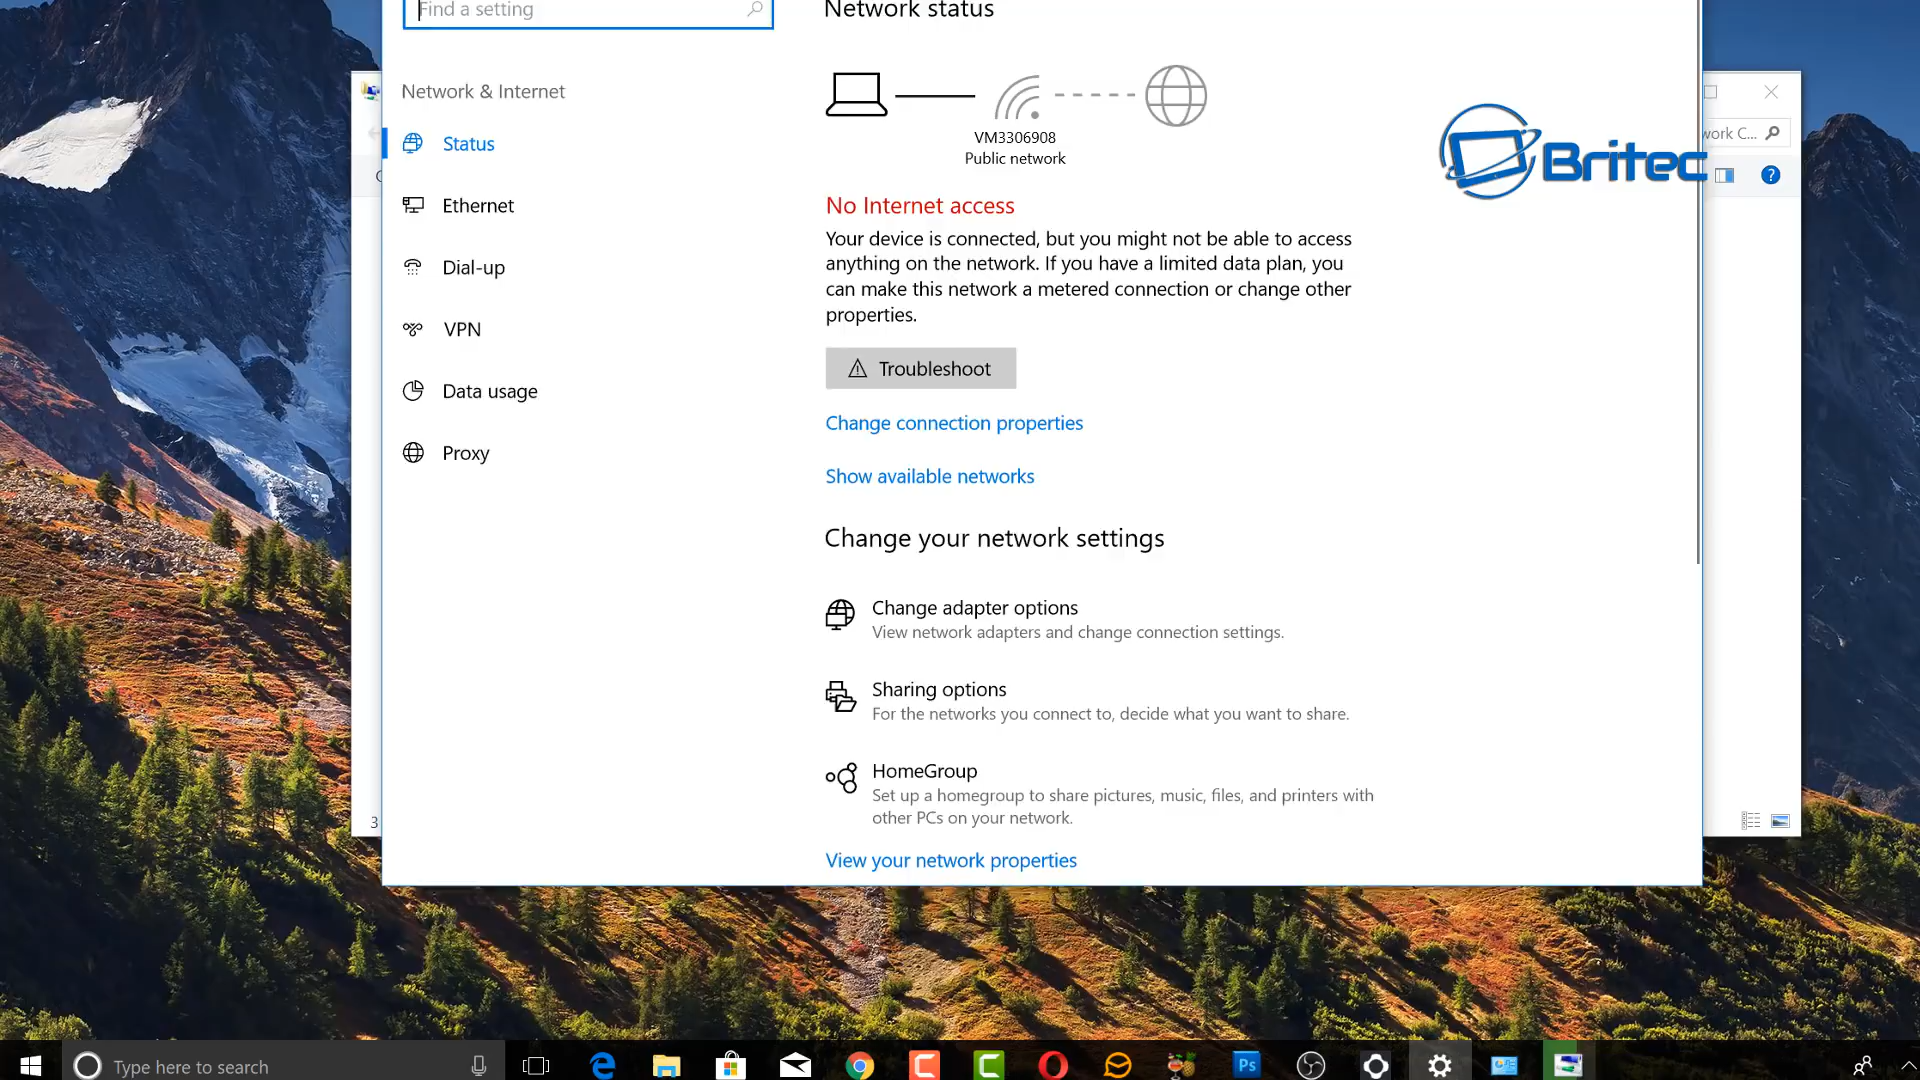 Find a setting
Network & Internet
Status
Ethernet
Dial-up
VPN
Data usage
Proxy
Network status
VM3306908
Public network
No Internet access
Your device is connected, but you might not be able to access
anything on the network. If you have a limited data plan, you
can make this network a metered connection or change other
properties.
Troubleshoot
Change connection properties
Show available networks
Change your network settings
Change adapter options
View network adapters and change connection settings.
Sharing options
For the networks you connect to, decide what you want to share.
HomeGroup
Set up a homegroup to share pictures, music, files, and printers with
other PCs on your network.
View your network properties
Britec
work C...
?
3
Type here to search
Ps